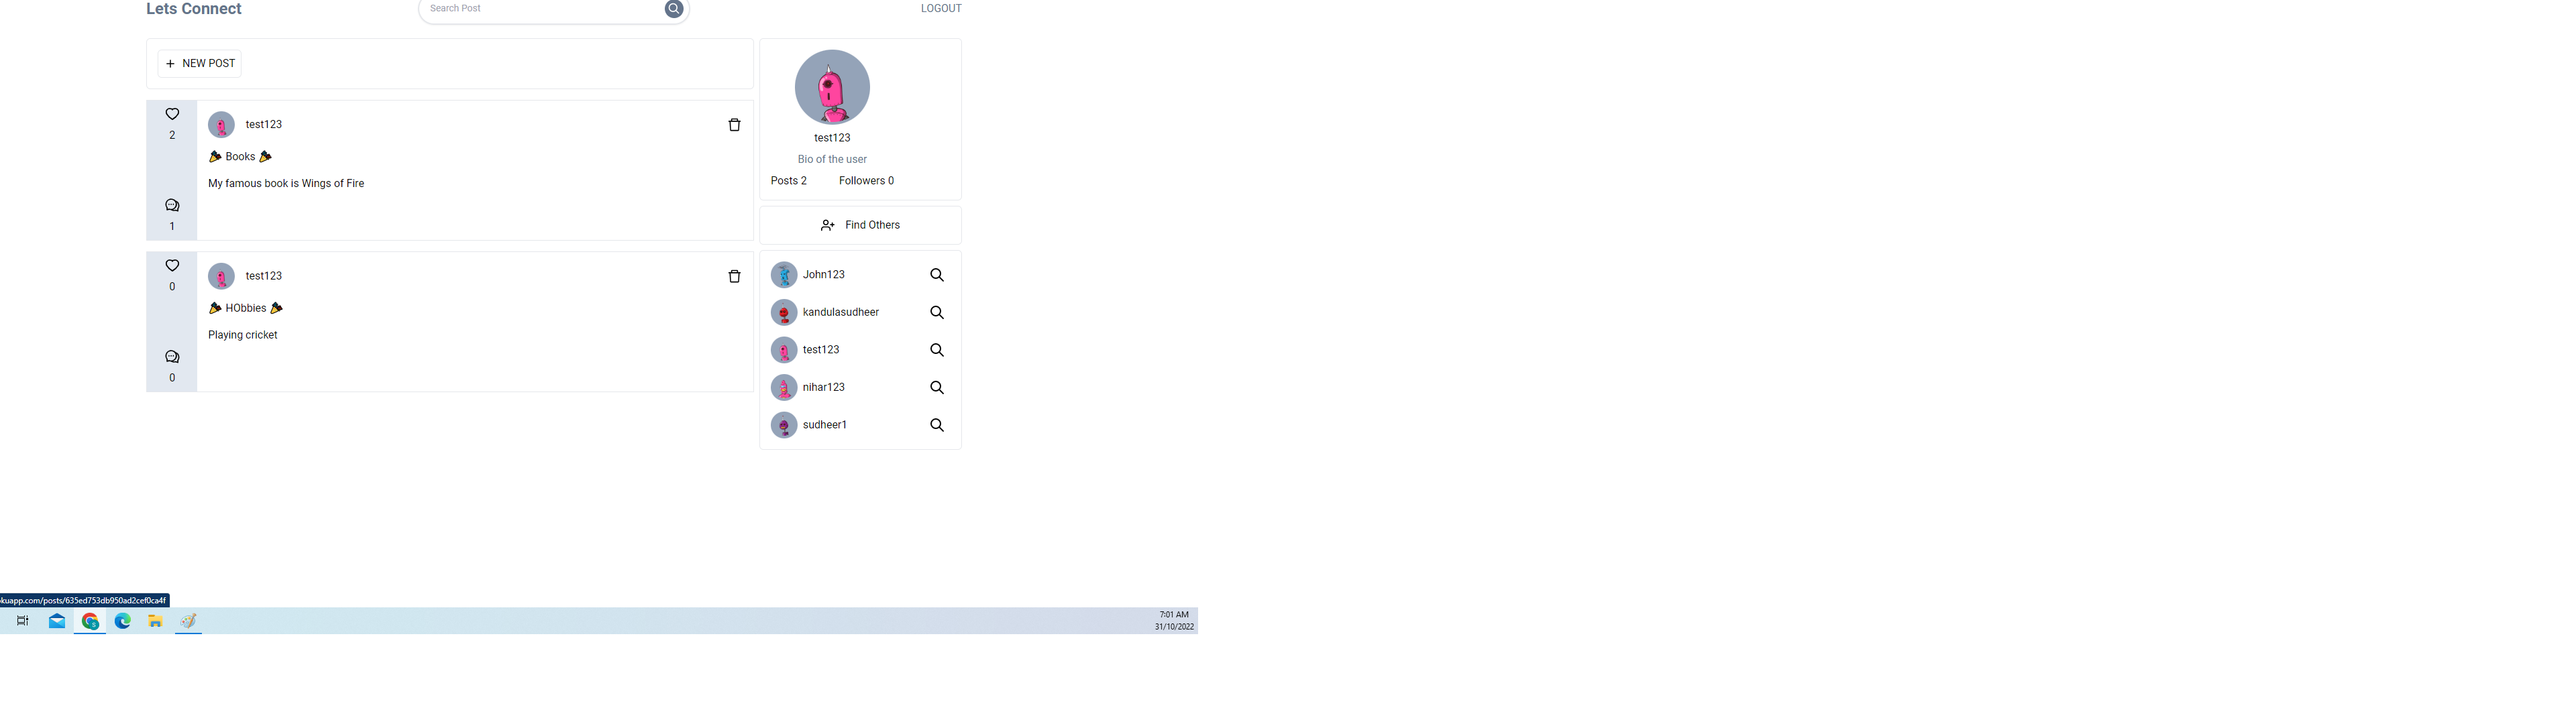 Lets Connect
Search Post
LOGOUT
NEW POST
2
test123
Books
My famous book is Wings of Fire
1
0
test123
HObbies
Playing cricket
0
test123
Bio of the user
Posts 2 Followers 0
Find Others
John123
kandulasudheer
test123
nihar123
sudheer1
kuapp.com/posts/635ed753db950ad2cef0ca4f
7:01 AM
31/10/2022